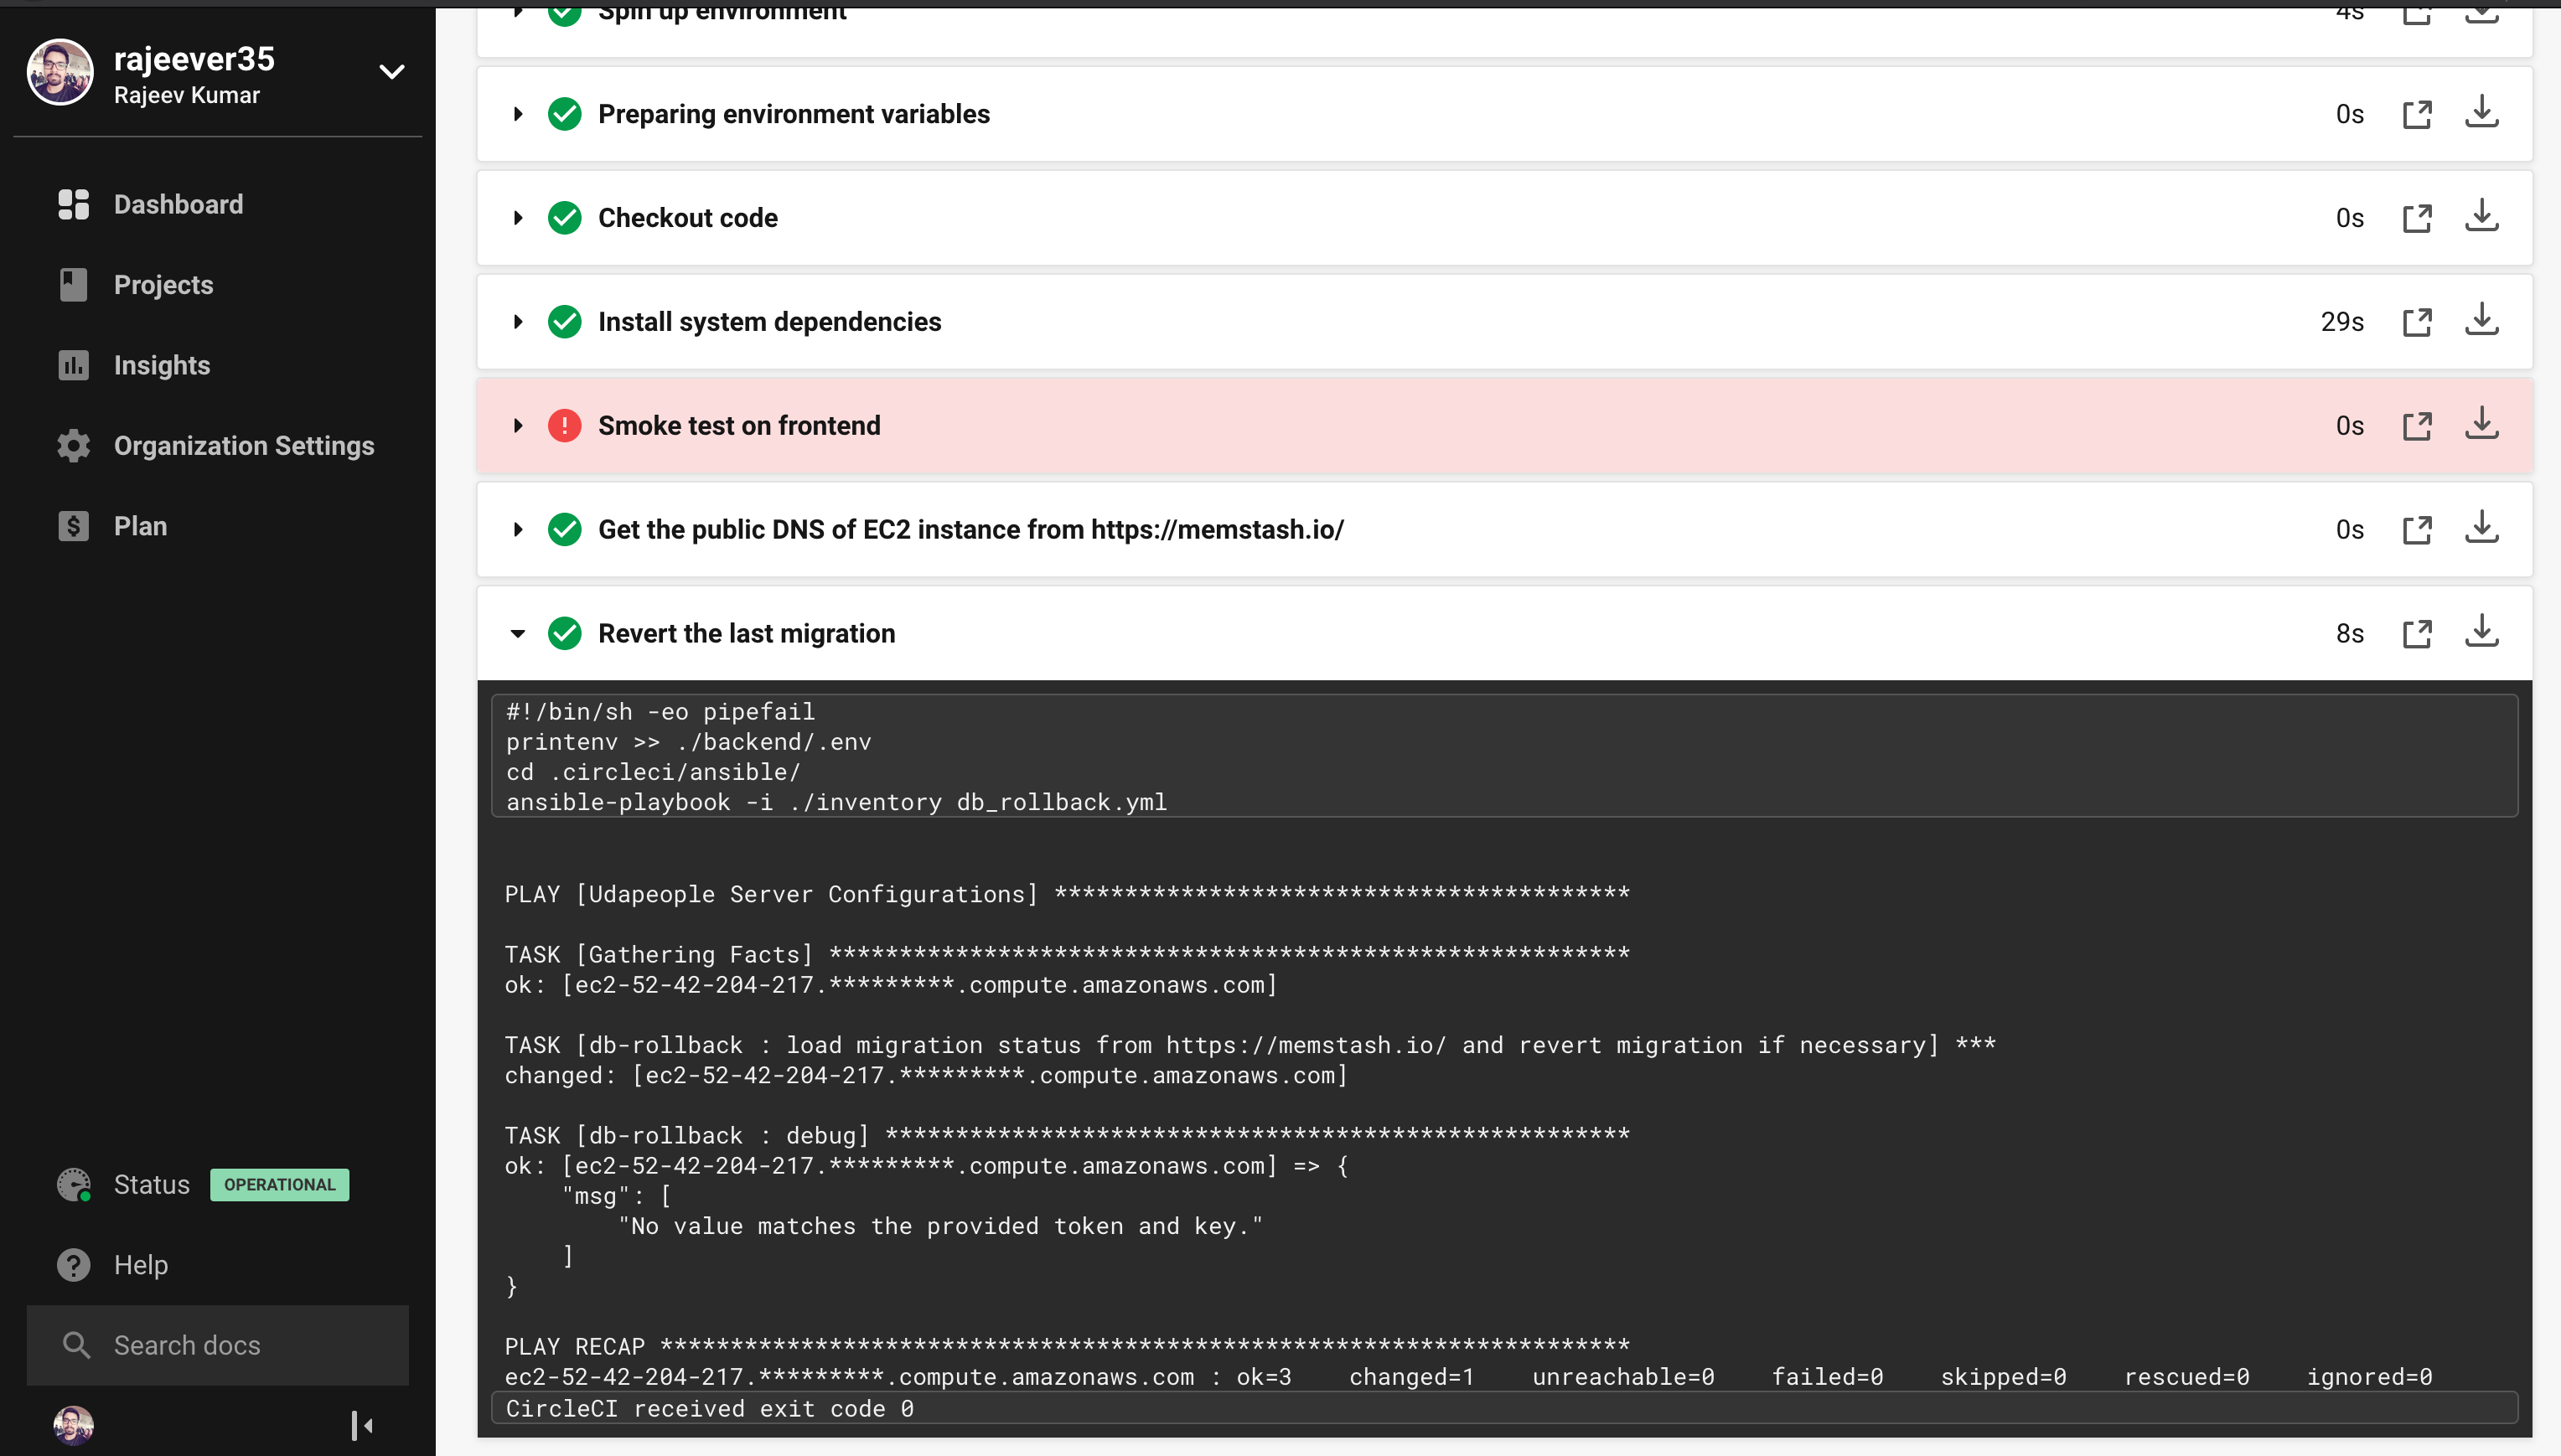 rajeever35
Rajeev Kumar
Dashboard
Projects
Insights
Organization Settings
Plan
Status OPERATIONAL
Help
Search docs
Spin up environment 4s
Preparing environment variables 0s
Checkout code 0s
Install system dependencies 29s
Smoke test on frontend 0s
Get the public DNS of EC2 instance from https://memstash.io/ 0s
Revert the last migration 8s
#!/bin/sh -eo pipefail
printenv >> ./backend/.env
cd .circleci/ansible/
ansible-playbook -i ./inventory db_rollback.yml
PLAY [Udapeople Server Configurations] *****************************************
TASK [Gathering Facts] *********************************************************
ok: [ec2-52-42-204-217.*********.compute.amazonaws.com]
TASK [db-rollback : load migration status from https://memstash.io/ and revert migration if necessary] ***
changed: [ec2-52-42-204-217.*********.compute.amazonaws.com]
TASK [db-rollback : debug] *****************************************************
ok: [ec2-52-42-204-217.*********.compute.amazonaws.com] => {
    "msg": [
        "No value matches the provided token and key."
    ]
}
PLAY RECAP *********************************************************************
ec2-52-42-204-217.*********.compute.amazonaws.com : ok=3    changed=1    unreachable=0    failed=0    skipped=0    rescued=0    ignored=0
CircleCI received exit code 0